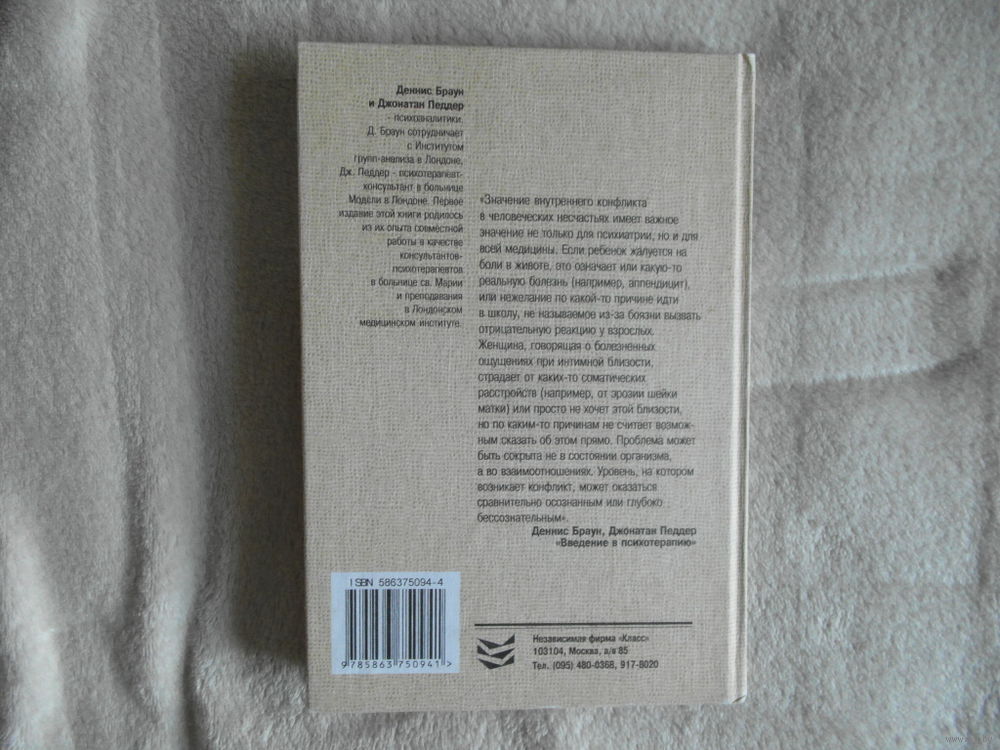 Деннис Браун
и Джонатан Педдер
- психоаналитики.
Д. Браун сотрудничает
с Институтом
групп-анализа в Лондоне,
Дж. Педдер - психотерапевт-
консультант в больнице
Модели в Лондоне. Первое
издание этой книги родилось
из их опыта совместной
работы в качестве
консультантов-
психотерапевтов
в больнице св. Марии
и преподавания
в Лондонском
медицинском институте.
«Значение внутреннего конфликта
в человеческих несчастьях имеет важное
значение не только для психиатрии, но и для
всей медицины. Если ребенок жалуется на
боли в животе, это означает или какую-то
реальную болезнь (например, аппендицит),
или нежелание по какой-то причине идти
в школу, не называемое из-за боязни вызвать
отрицательную реакцию у взрослых.
Женщина, говорящая о болезненных
ощущениях при интимной близости,
страдает от каких-то соматических
расстройств (например, от эрозии шейки
матки) или просто не хочет этой близости,
но по каким-то причинам не считает возмож-
ным сказать об этом прямо. Проблема может
быть сокрыта не в состоянии организма,
а во взаимоотношениях. Уровень, на котором
возникает конфликт, может оказаться
сравнительно осознанным или глубоко
бессознательным».
Деннис Браун, Джонатан Педдер
«Введение в психотерапию»
ISBN 586375094-4
9 785863 750941 >
Независимая фирма «Класс»
103104, Москва, а/я 85
Тел. (095) 480-0368, 917-8020